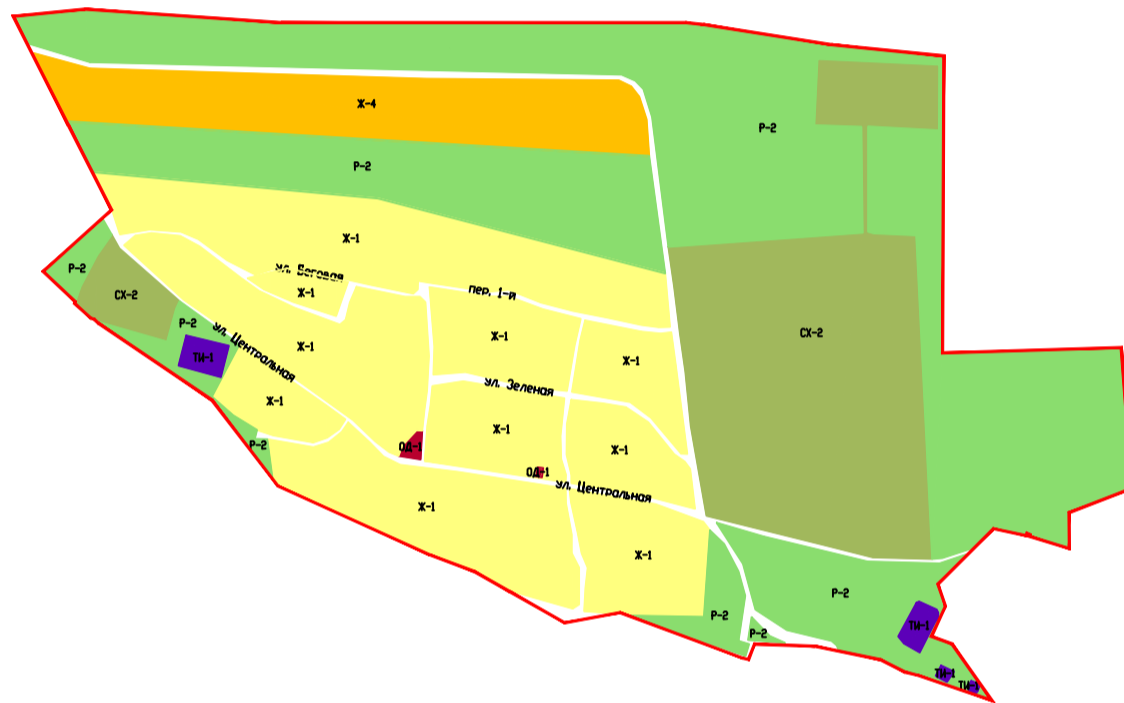 Ж-4
Р-2
Р-2
Ж-1
Р-2
ул. Беговая
Ж-1
пер. 1-й
СХ-2
Р-2
ул. Центральная
СХ-2
Ж-1
Ж-1
ТИ-1
Ж-1
ул. Зеленая
Ж-1
Ж-1
Р-2
ОД-1
Ж-1
ОД-1
ул. Центральная
Ж-1
Ж-1
Р-2
Р-2
ТИ-1
Р-2
ТИ-1
ТИ-1